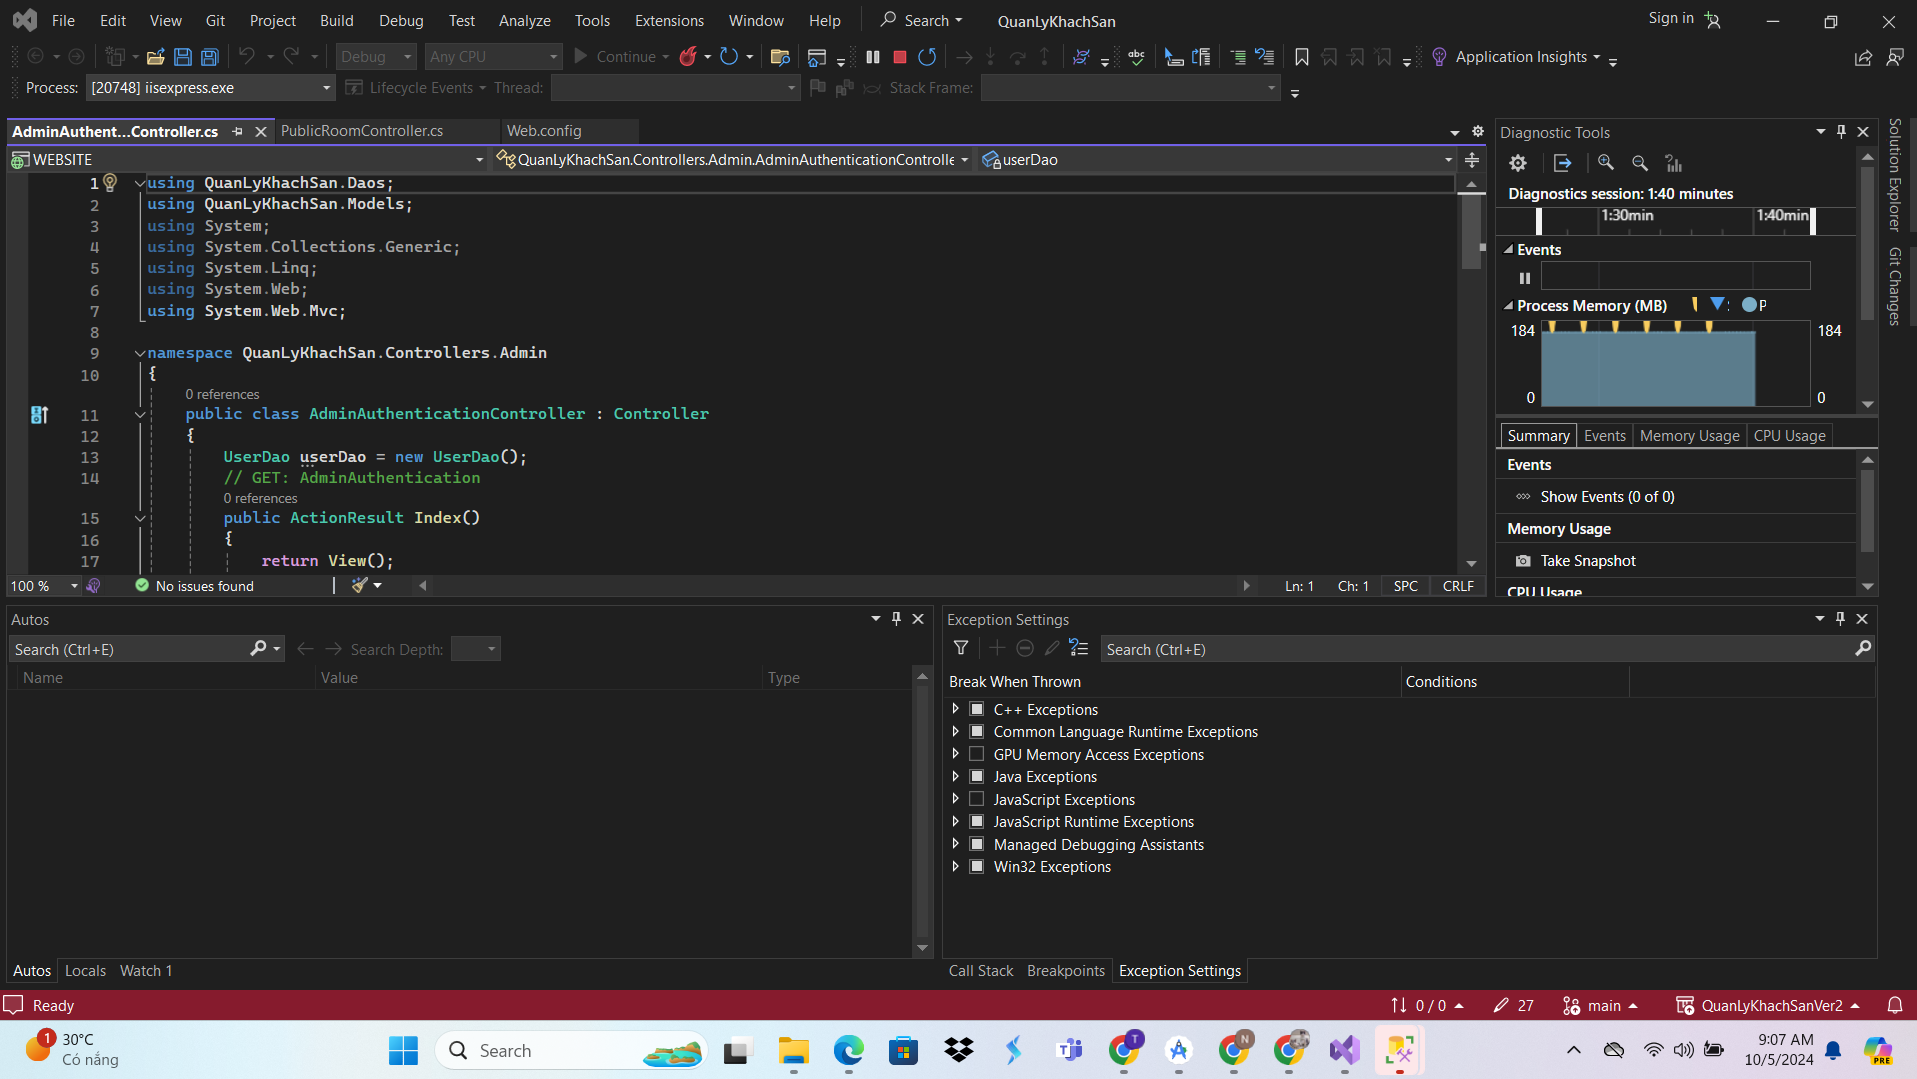 File Edit View Git Project Build Debug Test Analyze Tools Extensions Window Help Search QuanLyKhachSan Sign in
Debug Any CPU Continue Application Insights
Process: [20748] iisexpress.exe Lifecycle Events Thread: Stack Frame:
AdminAuthent...Controller.cs PublicRoomController.cs Web.config
WEBSITE QuanLyKhachSan.Controllers.Admin.AdminAuthenticationControlle userDao
1 using QuanLyKhachSan.Daos;
2 using QuanLyKhachSan.Models;
3 using System;
4 using System.Collections.Generic;
5 using System.Linq;
6 using System.Web;
7 using System.Web.Mvc;
8
9 namespace QuanLyKhachSan.Controllers.Admin
10 {
0 references
11 public class AdminAuthenticationController : Controller
12 {
13 UserDao userDao = new UserDao();
14 // GET: AdminAuthentication
0 references
15 public ActionResult Index()
16 {
17 return View();
100 % No issues found Ln: 1 Ch: 1 SPC CRLF
Diagnostic Tools
Diagnostics session: 1:40 minutes
1:30min 1:40min
Events
Process Memory (MB) P
184 184
0 0
Summary Events Memory Usage CPU Usage
Events
Show Events (0 of 0)
Memory Usage
Take Snapshot
CPU Usage
Solution Explorer
Git Changes
Autos
Search (Ctrl+E) Search Depth:
Name Value Type
Autos Locals Watch 1
Exception Settings
Search (Ctrl+E)
Break When Thrown Conditions
C++ Exceptions
Common Language Runtime Exceptions
GPU Memory Access Exceptions
Java Exceptions
JavaScript Exceptions
JavaScript Runtime Exceptions
Managed Debugging Assistants
Win32 Exceptions
Call Stack Breakpoints Exception Settings
Ready 0 / 0 27 main QuanLyKhachSanVer2
1 30°C
Có nắng
Search
T N
9:07 AM
10/5/2024
PRE